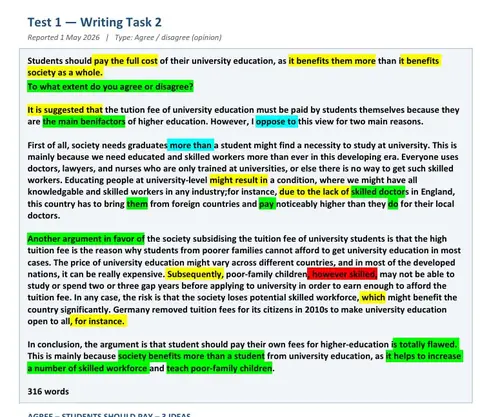 Test 1 — Writing Task 2
Reported 1 May 2026 | Type: Agree / disagree (opinion)
Students should pay the full cost of their university education, as it benefits them more than it benefits
society as a whole.
To what extent do you agree or disagree?
It is suggested that the tution fee of university education must be paid by students themselves because they
are the main benifactors of higher education. However, I oppose to this view for two main reasons.
First of all, society needs graduates more than a student might find a necessity to study at university. This is
mainly because we need educated and skilled workers more than ever in this developing era. Everyone uses
doctors, lawyers, and nurses who are only trained at universities, or else there is no way to get such skilled
workers. Educating people at university-level might result in a condition, where we might have all
knowledgable and skilled workers in any industry;for instance, due to the lack of skilled doctors in England,
this country has to bring them from foreign countries and pay noticeably higher than they do for their local
doctors.
Another argument in favor of the society subsidising the tuition fee of university students is that the high
tuition fee is the reason why students from poorer families cannot afford to get university education in most
cases. The price of university education might vary across different countries, and in most of the developed
nations, it can be really expensive. Subsequently, poor-family children, however skilled, may not be able to
study or spend two or three gap years before applying to university in order to earn enough to afford the
tuition fee. In any case, the risk is that the society loses potential skilled workforce, which might benefit the
country significantly. Germany removed tuition fees for its citizens in 2010s to make university education
open to all, for instance.
In conclusion, the argument is that student should pay their own fees for higher-education is totally flawed.
This is mainly because society benefits more than a student from university education, as it helps to increase
a number of skilled workforce and teach poor-family children.
316 words
AGREE – STUDENTS SHOULD PAY – 3 IDEAS